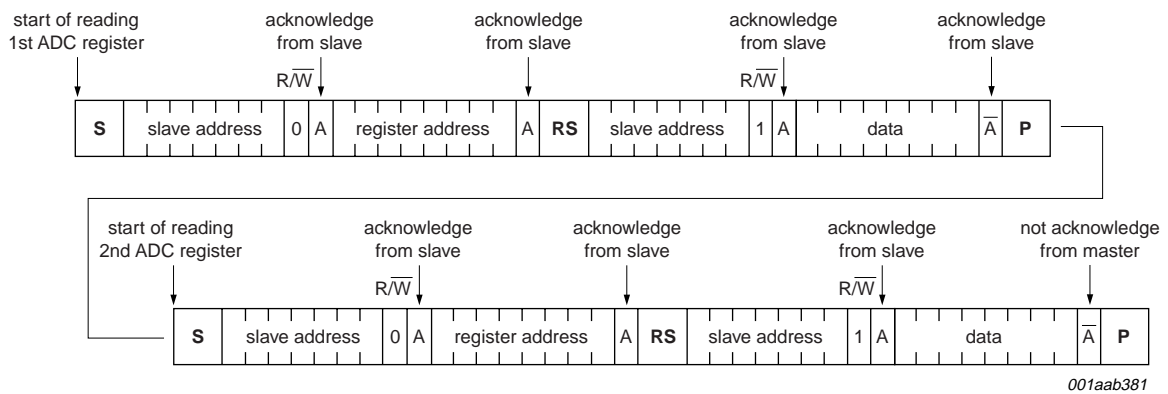 start of reading
1st ADC register
acknowledge
from slave
acknowledge
from slave
acknowledge
from slave
acknowledge
from slave
R/W̅
R/W̅
S slave address 0 A register address A RS slave address 1 A data A̅ P
start of reading
2nd ADC register
acknowledge
from slave
acknowledge
from slave
acknowledge
from slave
not acknowledge
from master
R/W̅
R/W̅
S slave address 0 A register address A RS slave address 1 A data A̅ P
001aab381